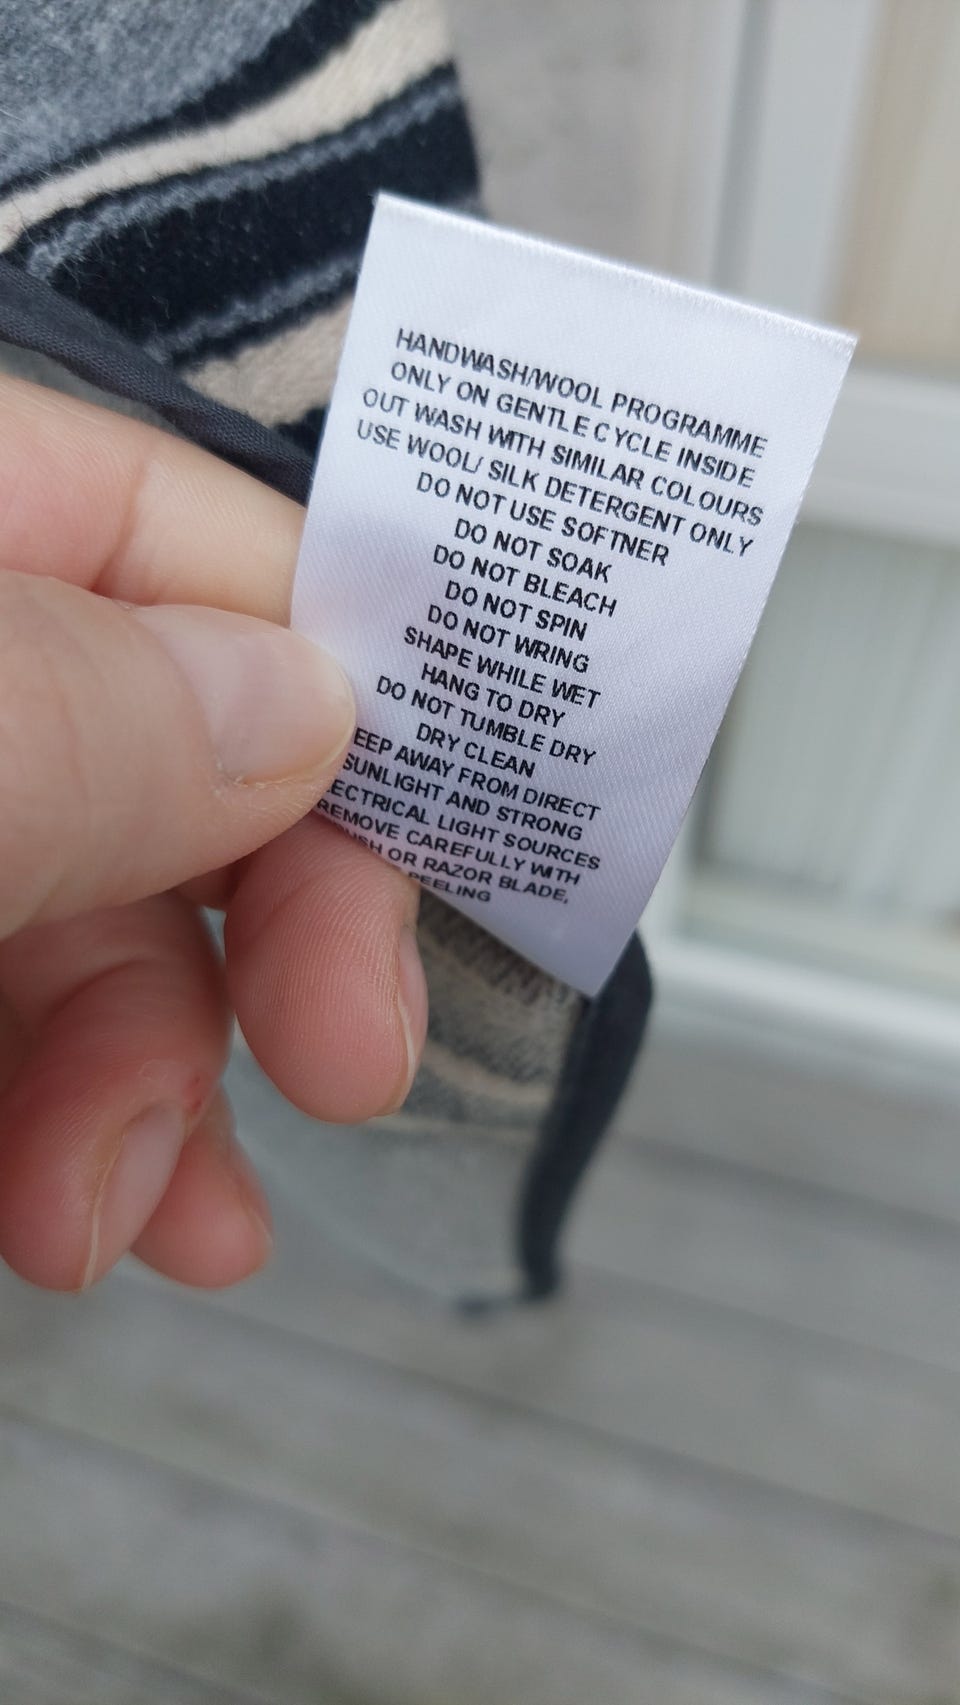 HANDWASH/WOOL PROGRAMME
ONLY ON GENTLE CYCLE INSIDE
OUT WASH WITH SIMILAR COLOURS
USE WOOL/ SILK DETERGENT ONLY
DO NOT USE SOFTNER
DO NOT SOAK
DO NOT BLEACH
DO NOT SPIN
DO NOT WRING
SHAPE WHILE WET
HANG TO DRY
DO NOT TUMBLE DRY
DRY CLEAN
EEP AWAY FROM DIRECT
SUNLIGHT AND STRONG
ECTRICAL LIGHT SOURCES
REMOVE CAREFULLY WITH
OR RAZOR BLADE,
PEELING